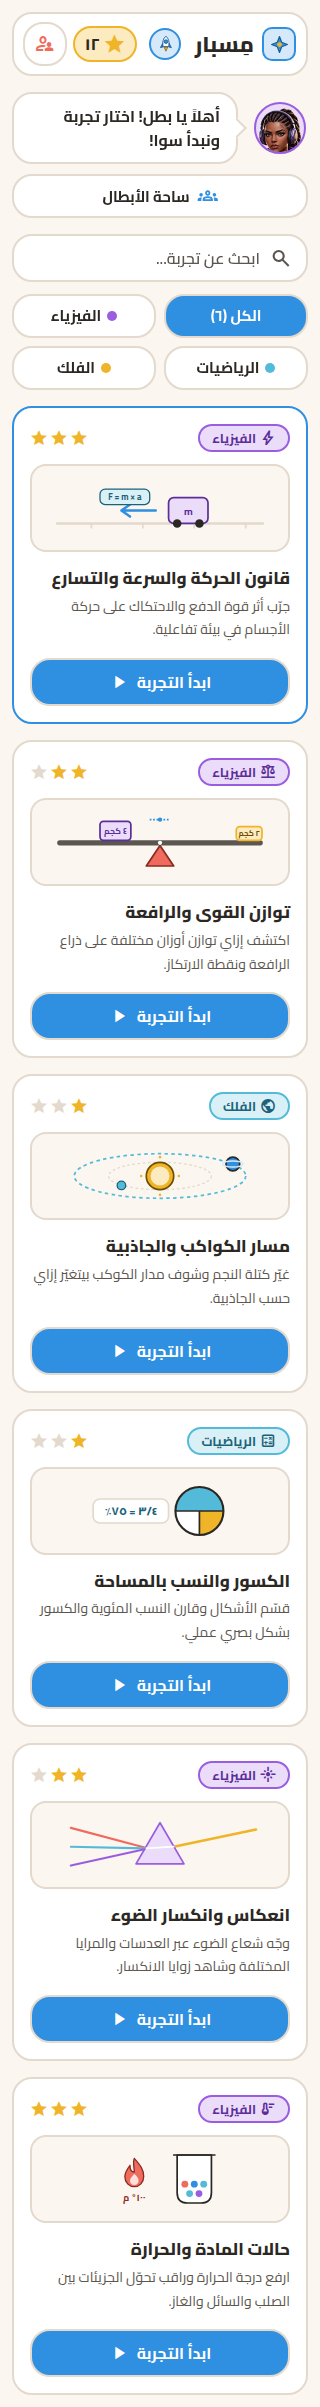 مِسبار
١٢
أهلاً يا بطل! اختار تجربة
ونبدأ سوا!
ساحة الأبطال
ابحث عن تجربة...
الكل (٦)
الفيزياء
الرياضيات
الفلك
الفيزياء
F=m×a
m
قانون الحركة والسرعة والتسارع
جرّب أثر قوة الدفع والاحتكاك على حركة
الأجسام في بيئة تفاعلية.
ابدأ التجربة
الفيزياء
٢ كجم
٤ كجم
توازن القوى والرافعة
اكتشف إزاي توازن أوزان مختلفة على ذراع
الرافعة ونقطة الارتكاز.
ابدأ التجربة
الفلك
مسار الكواكب والجاذبية
غيّر كتلة النجم وشوف مدار الكوكب بيتغيّر إزاي
حسب الجاذبية.
ابدأ التجربة
الرياضيات
٣/٤ = ٧٥٪
الكسور والنسب بالمساحة
قسّم الأشكال وقارن النسب المئوية والكسور
بشكل بصري عملي.
ابدأ التجربة
الفيزياء
انعكاس وانكسار الضوء
وجّه شعاع الضوء عبر العدسات والمرايا
المختلفة وشاهد زوايا الانكسار.
ابدأ التجربة
الفيزياء
١٠٠° م
حالات المادة والحرارة
ارفع درجة الحرارة وراقب تحوّل الجزيئات بين
الصلب والسائل والغاز.
ابدأ التجربة